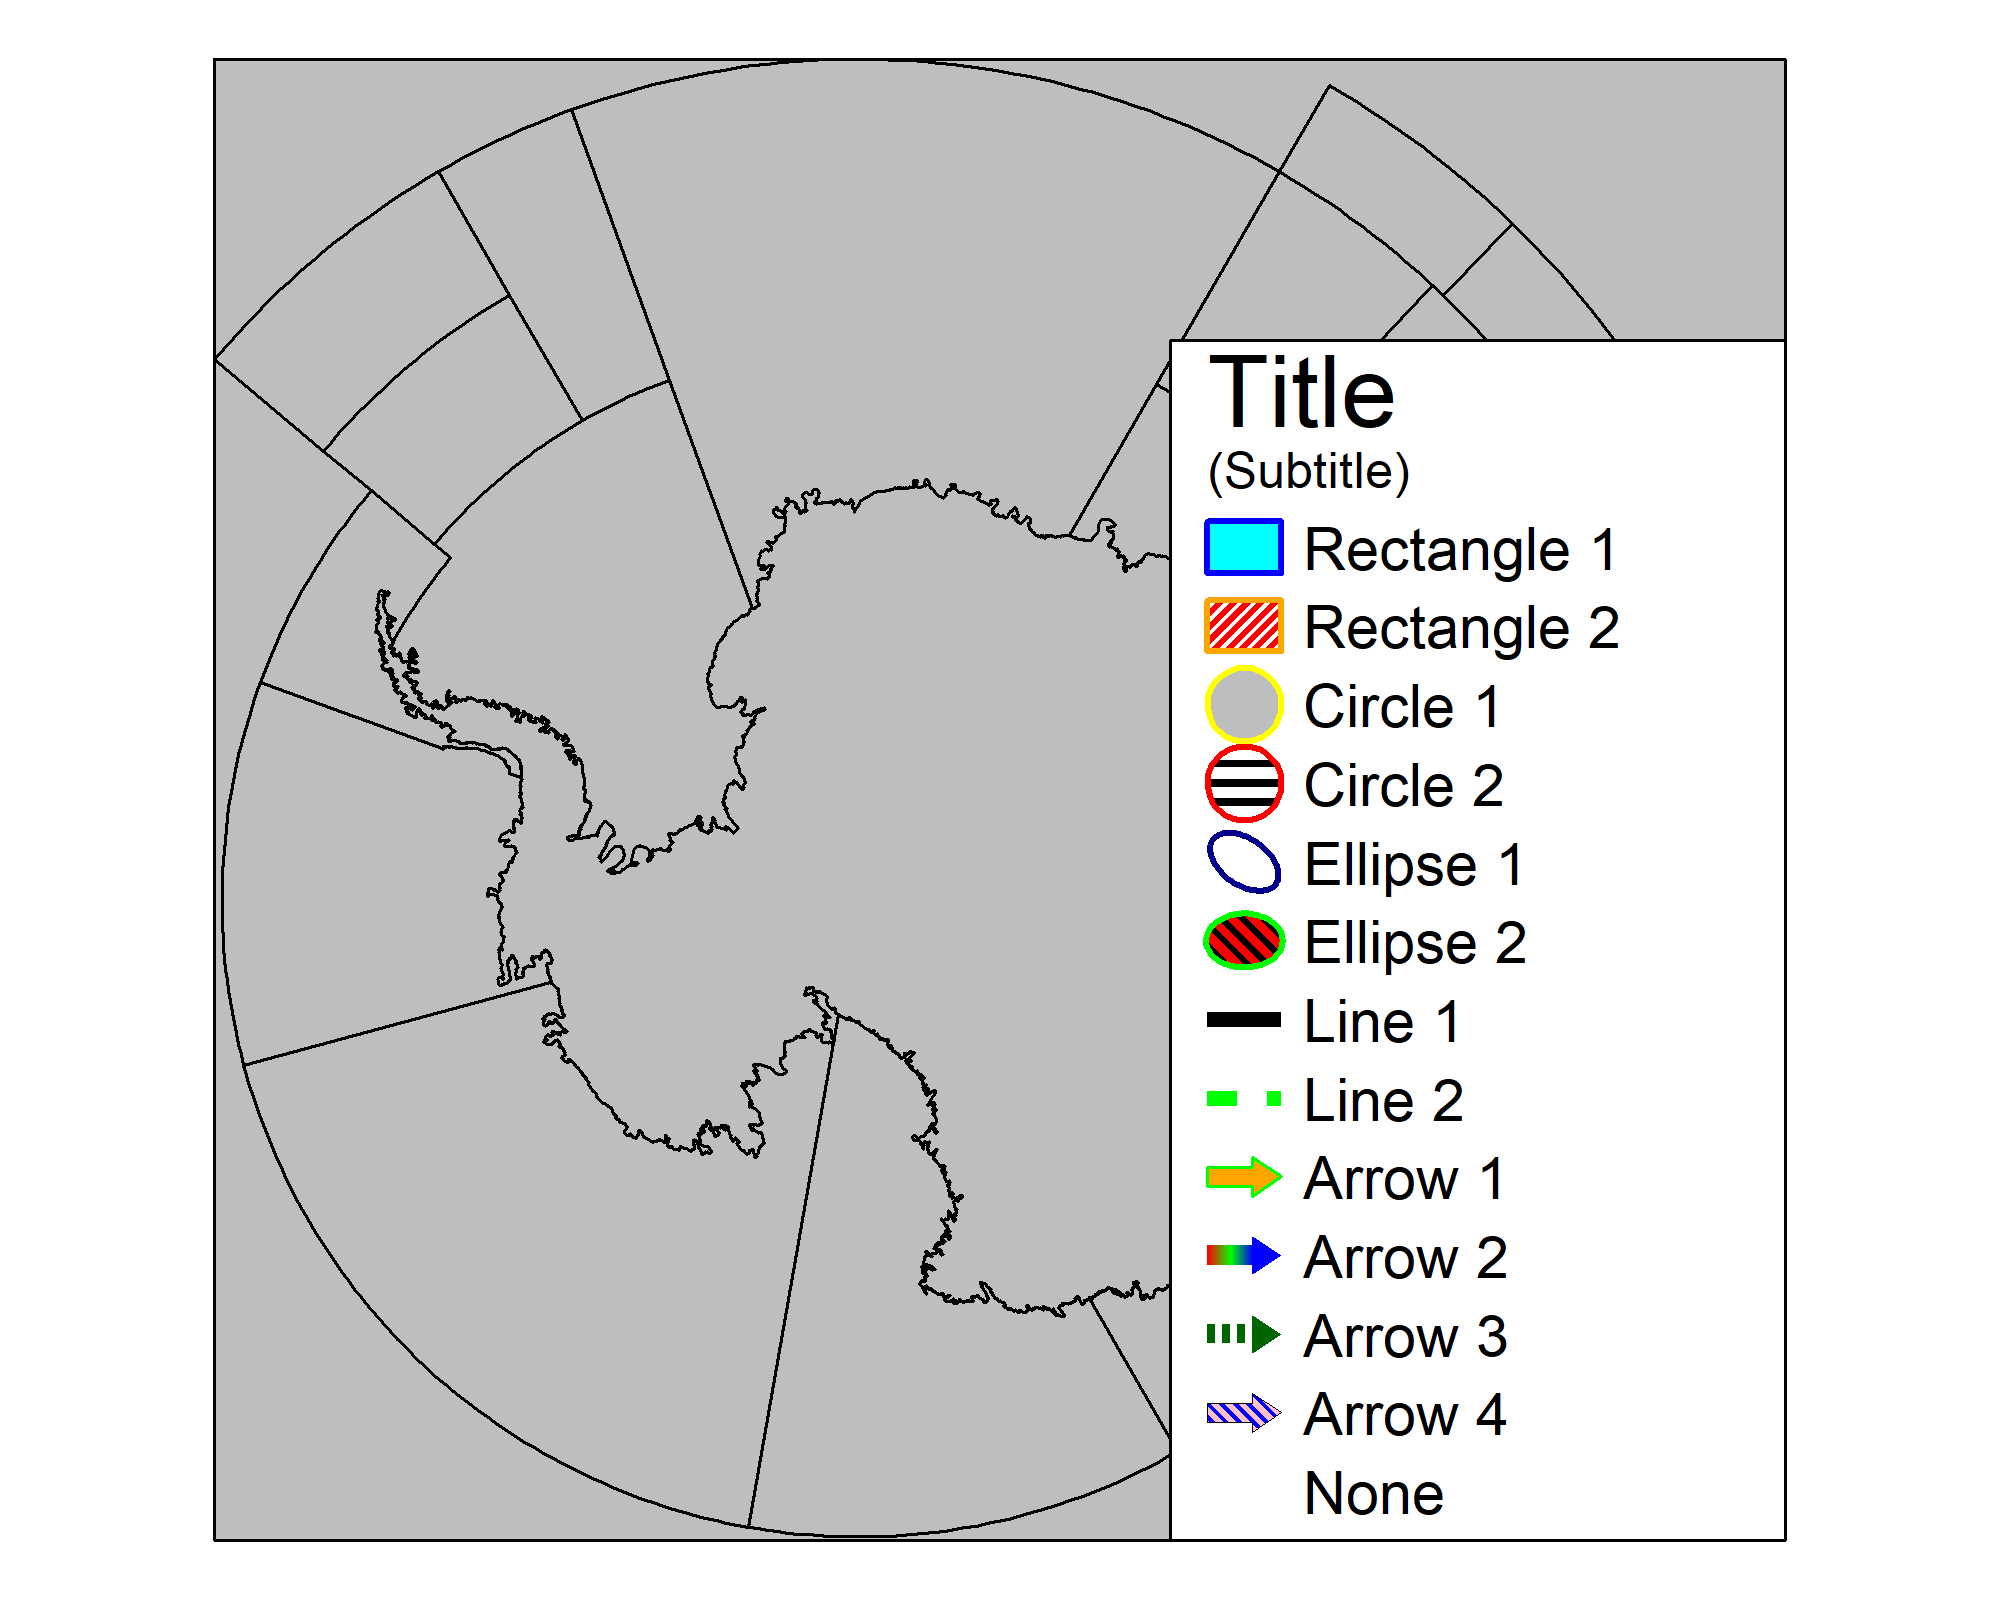 Title
(Subtitle)
Rectangle 1
Rectangle 2
Circle 1
Circle 2
Ellipse 1
Ellipse 2
Line 1
Line 2
Arrow 1
Arrow 2
Arrow 3
Arrow 4
None